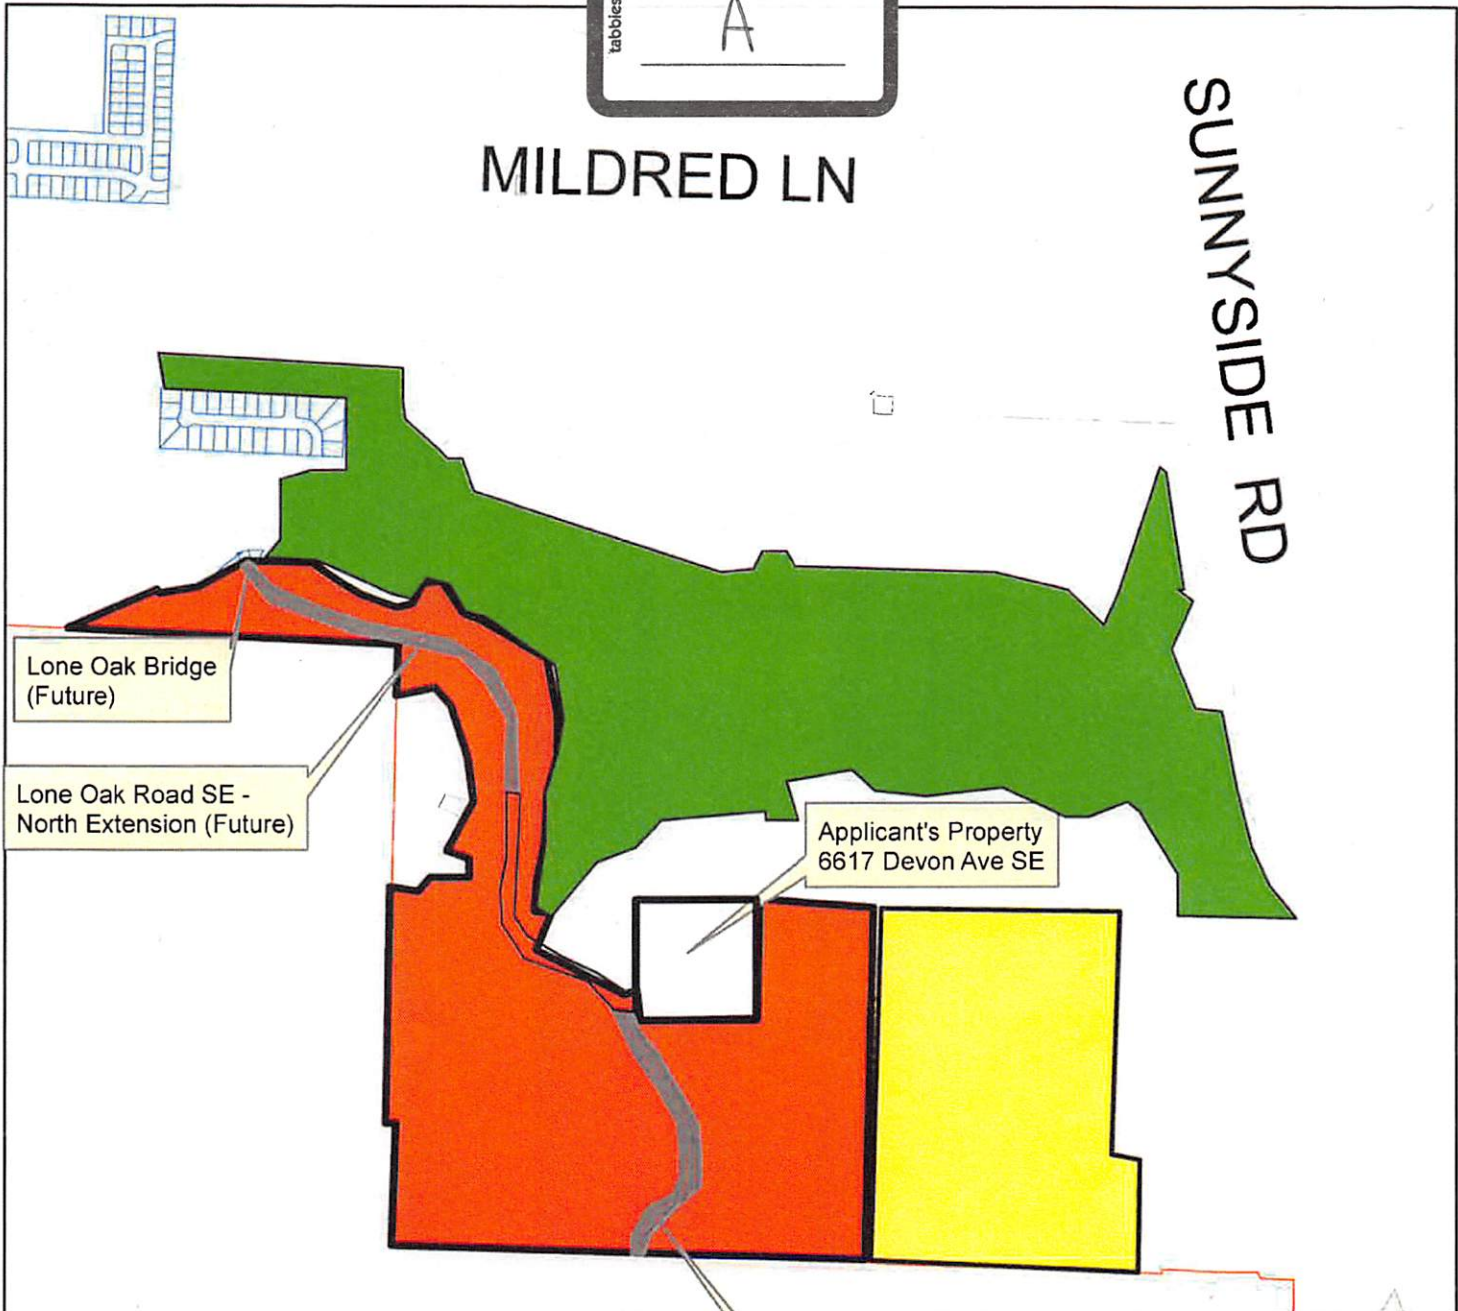 tabbies
A
MILDRED LN
SUNNYSIDE RD
Lone Oak Bridge
(Future)
Lone Oak Road SE -
North Extension (Future)
Applicant's Property
6617 Devon Ave SE